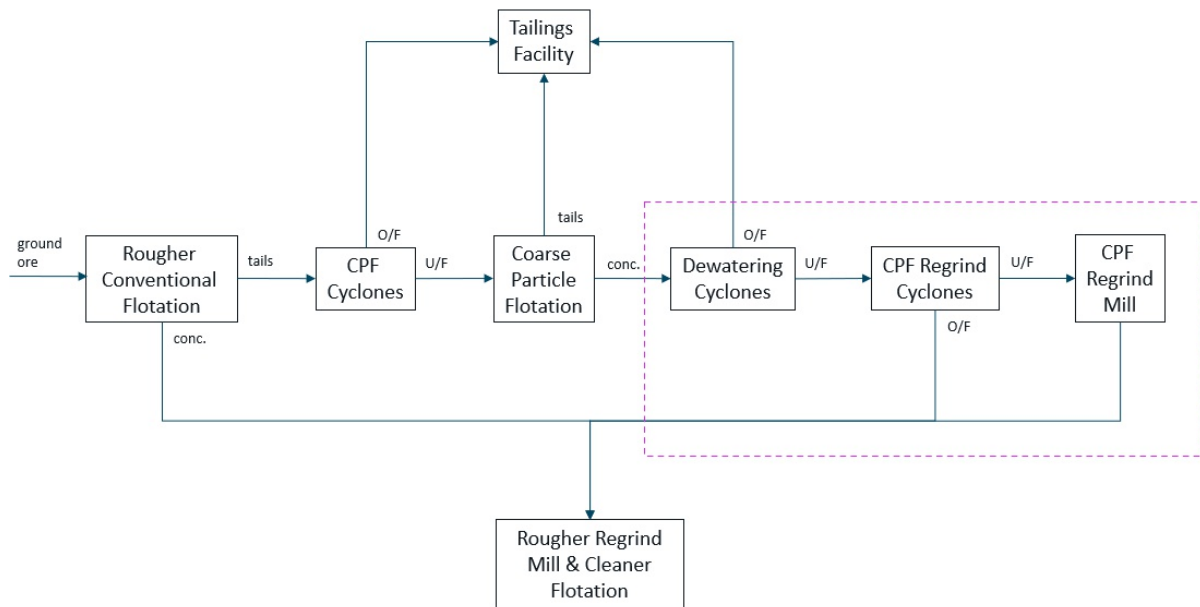 Tailings
Facility
ground
ore
Rougher
Conventional
Flotation
tails
conc.
CPF
Cyclones
O/F
U/F
Coarse
Particle
Flotation
tails
conc.
Dewatering
Cyclones
O/F
U/F
CPF Regrind
Cyclones
U/F
O/F
CPF
Regrind
Mill
Rougher Regrind
Mill & Cleaner
Flotation